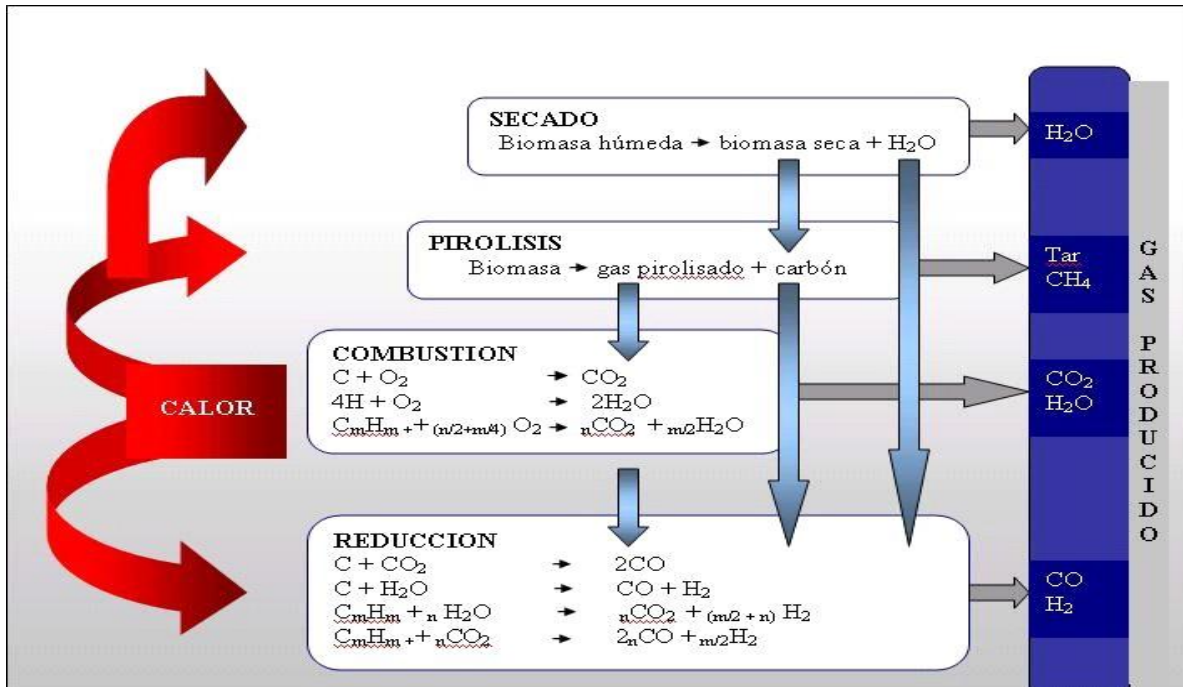 SECADO
Biomasa húmeda → biomasa seca + H₂O
H₂O
PIROLISIS
Biomasa → gas pirolisado + carbón
Tar
CH₄
COMBUSTION
C + O₂ → CO₂
4H + O₂ → 2H₂O
CmHm + (n/2+m/4) O₂ → nCO₂ + m/2H₂O
CO₂
H₂O
CALOR
REDUCCION
C + CO₂ → 2CO
C + H₂O → CO + H₂
CmHm + n H₂O → nCO₂ + (m/2 + n) H₂
CmHm + nCO₂ → 2nCO + m/2H₂
CO
H₂
GAS PRODUCIDO